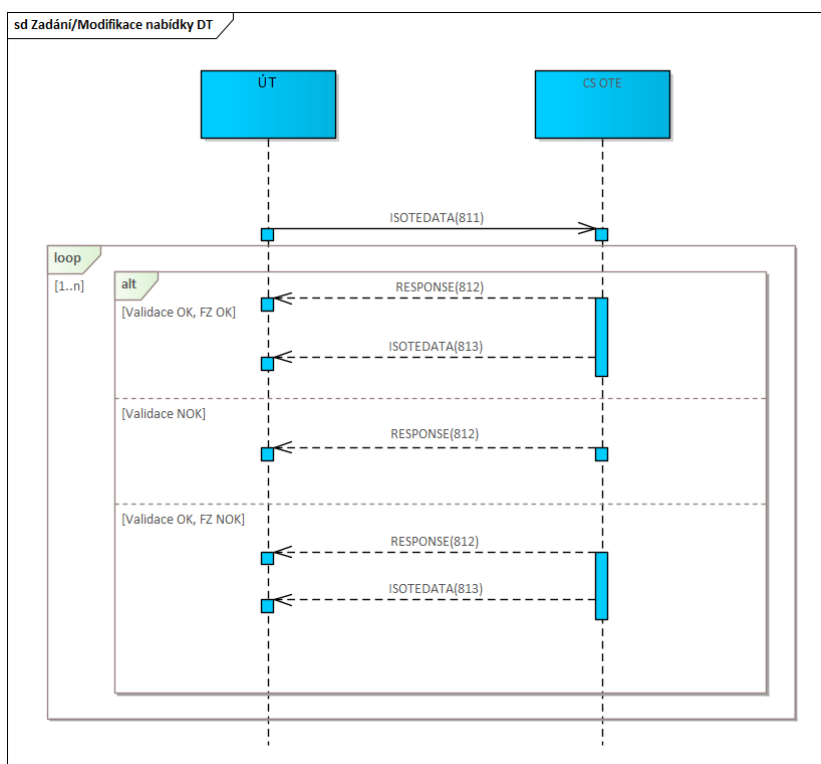 sd Zadání/Modifikace nabídky DT
ÚT
CS OTE
ISOTEDATA(811)
loop
[1..n]
alt
RESPONSE(812)
[Validace OK, FZ OK]
ISOTEDATA(813)
[Validace NOK]
RESPONSE(812)
[Validace OK, FZ NOK]
RESPONSE(812)
ISOTEDATA(813)